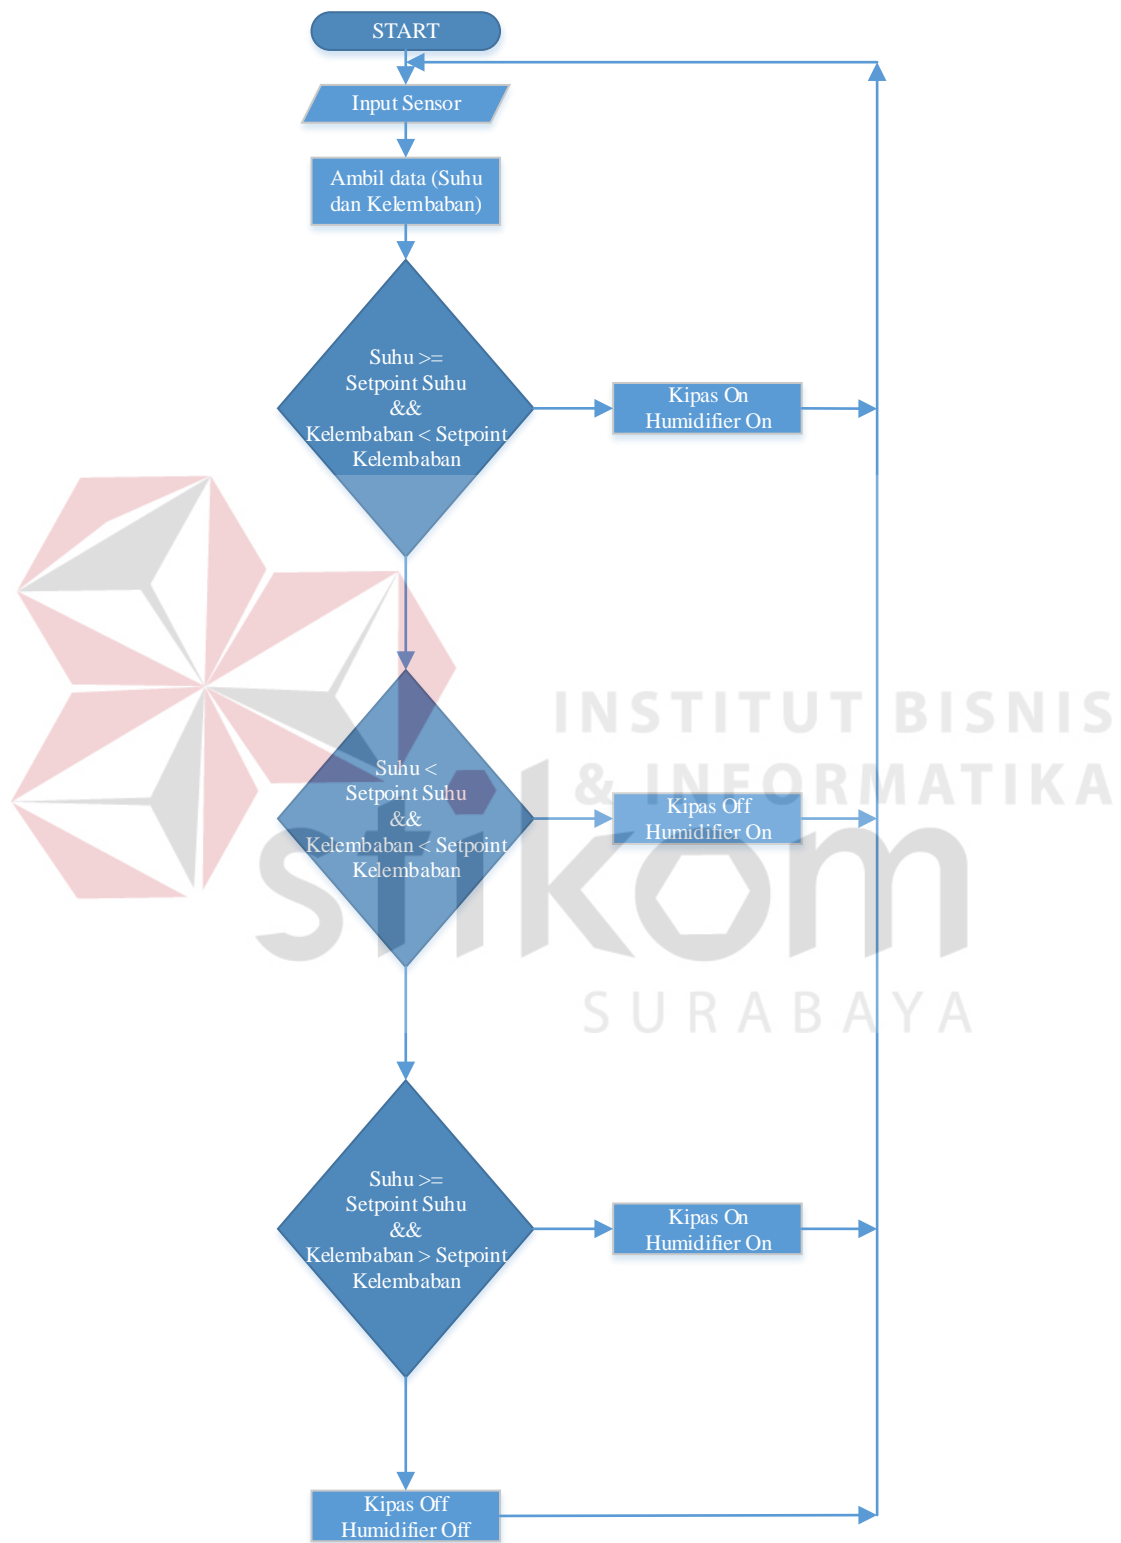 START
Input Sensor
Ambil data (Suhu
dan Kelembaban)
Suhu >=
Setpoint Suhu
&&
Kelembaban < Setpoint
Kelembaban
Kipas On
Humidifier On
Suhu <
Setpoint Suhu
&&
Kelembaban < Setpoint
Kelembaban
Kipas Off
Humidifier On
INSTITUT BISNIS
& INFORMATIKA
stikom
SURABAYA
Suhu >=
Setpoint Suhu
&&
Kelembaban > Setpoint
Kelembaban
Kipas On
Humidifier On
Kipas Off
Humidifier Off